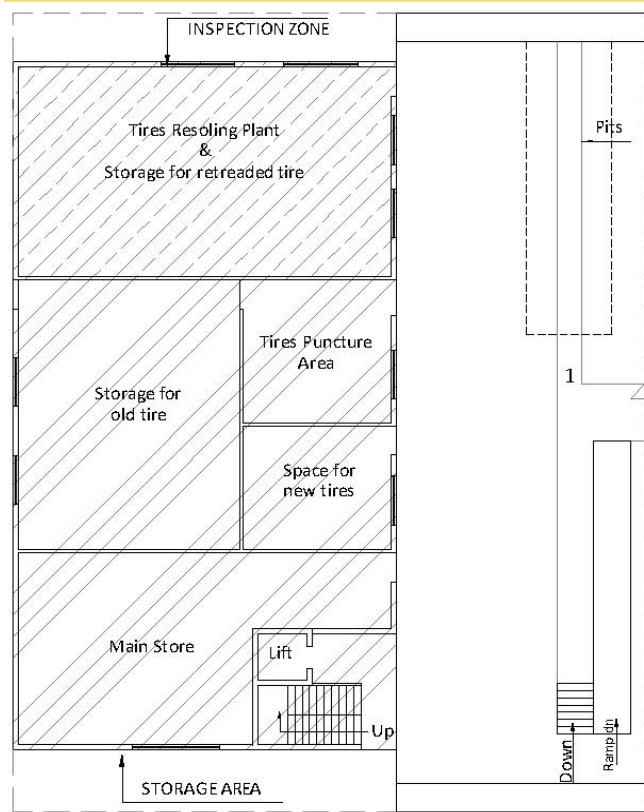 INSPECTION ZONE
Tires Resoling Plant
&
Storage for retreaded tire
Pits
Tires Puncture
Area
1
Storage for
old tire
Space for
new tires
Main Store
Lift
Up
Down
Ramp dn
STORAGE AREA